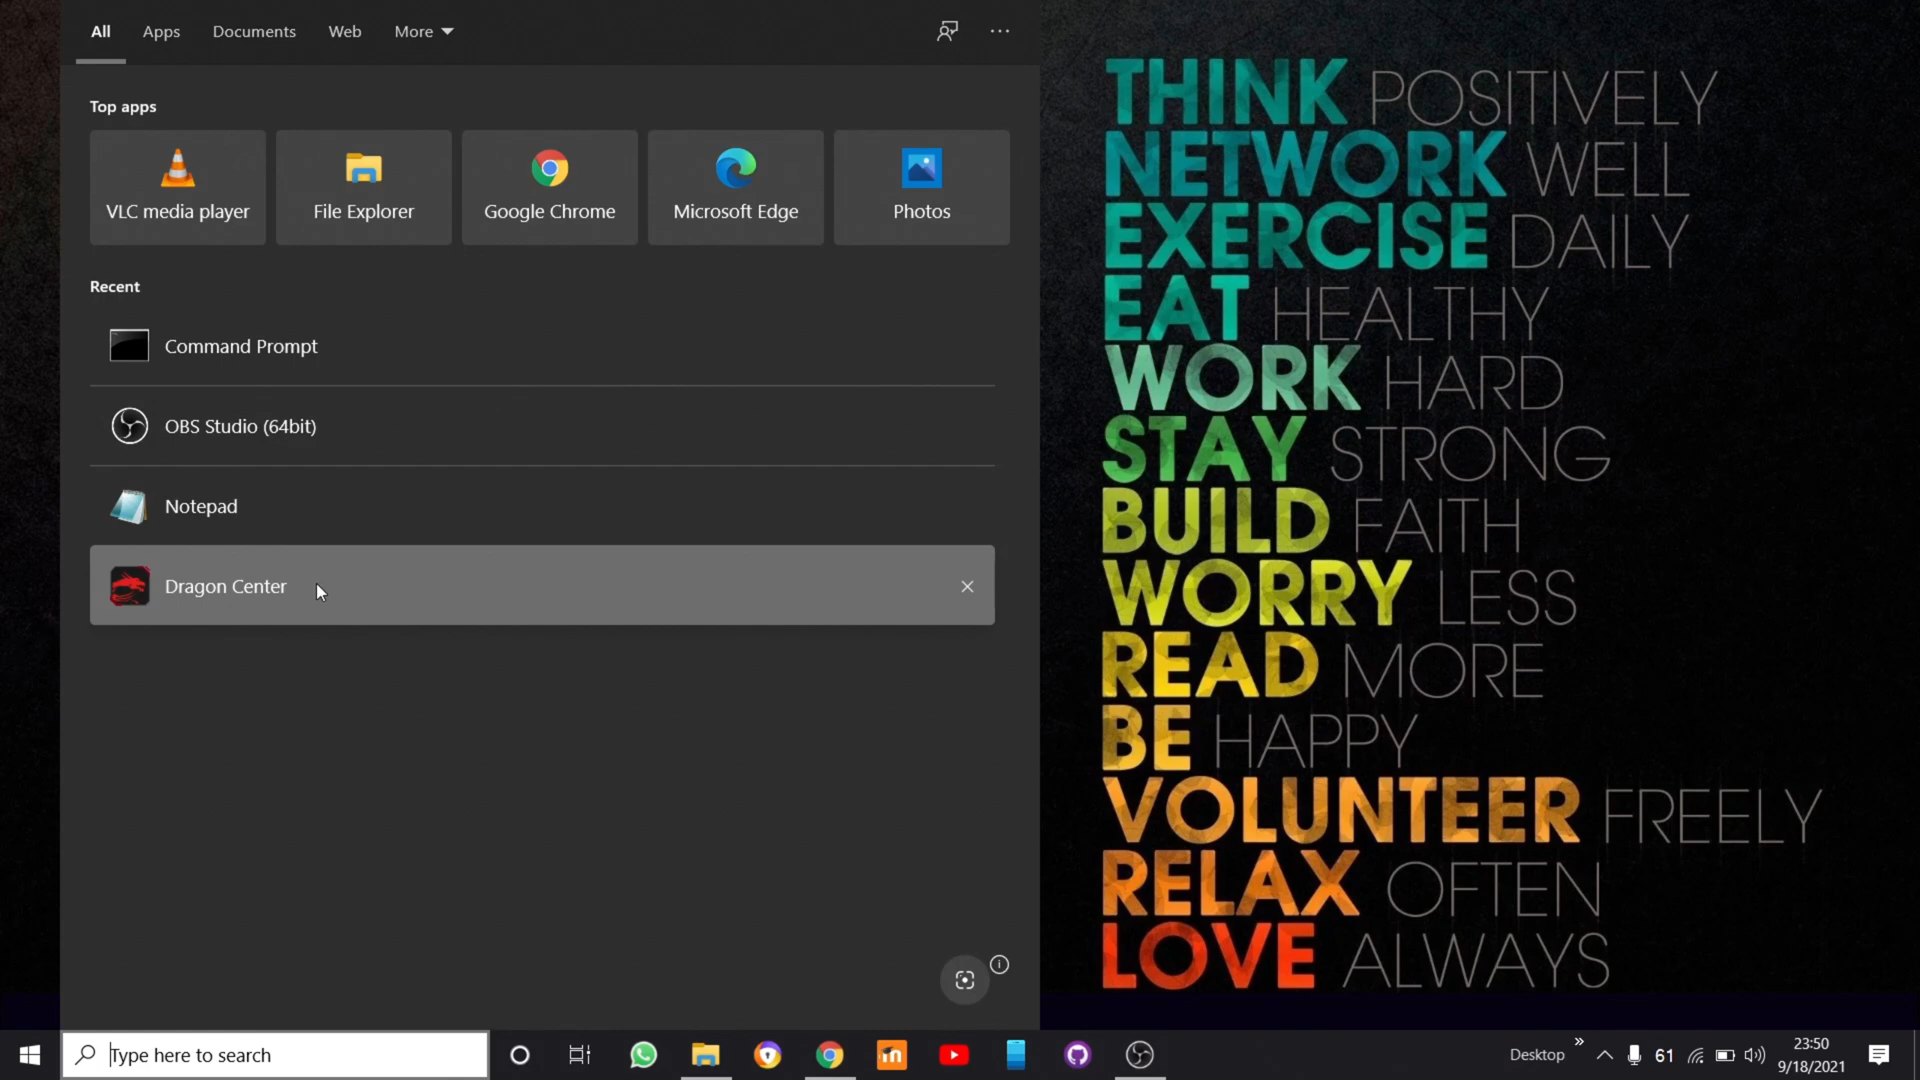 All Apps Documents Web More
Top apps
VLC media player File Explorer Google Chrome Microsoft Edge Photos
Recent
Command Prompt
OBS Studio (64bit)
Notepad
Dragon Center
THINK POSITIVELY
NETWORK WELL
EXERCISE DAILY
EAT HEALTHY
WORK HARD
STAY STRONG
BUILD FAITH
WORRY LESS
READ MORE
BE HAPPY
VOLUNTEER FREELY
RELAX OFTEN
LOVE ALWAYS
Type here to search
Desktop
61
23:50
9/18/2021